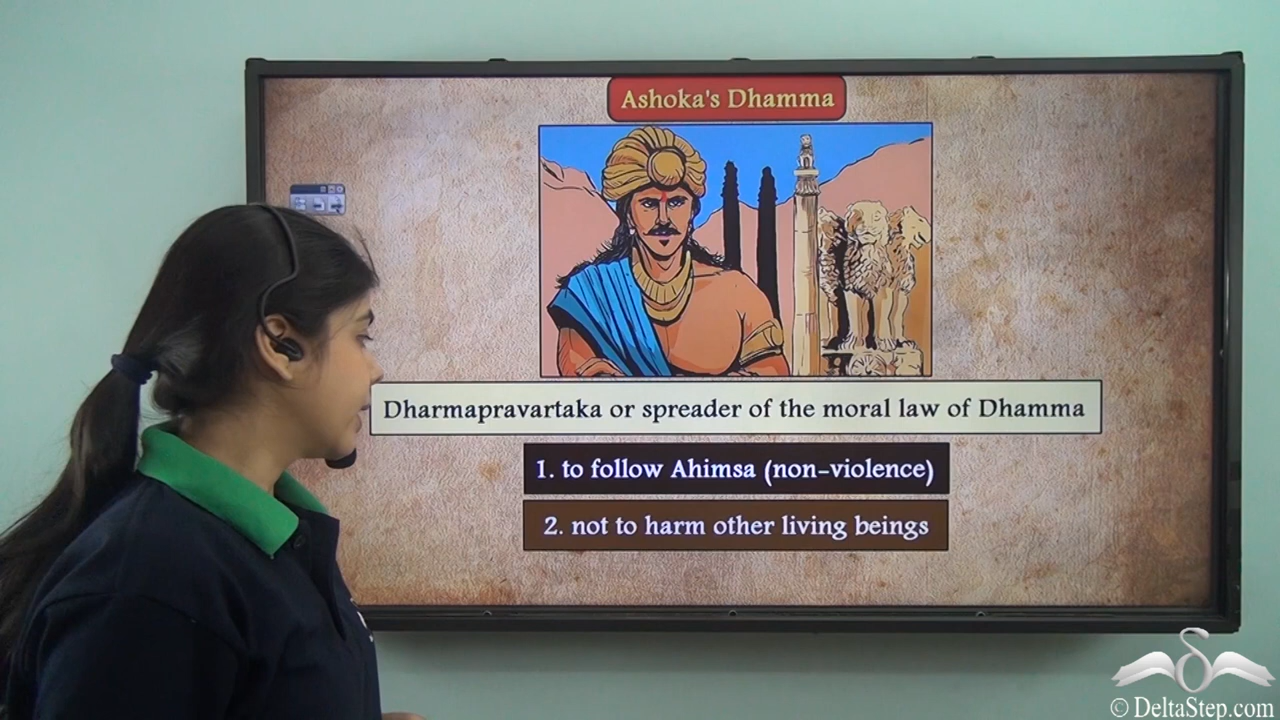 Ashoka's Dhamma
Dharmapravartaka or spreader of the moral law of Dhamma
1. to follow Ahimsa (non-violence)
2. not to harm other living beings
© DeltaStep.com